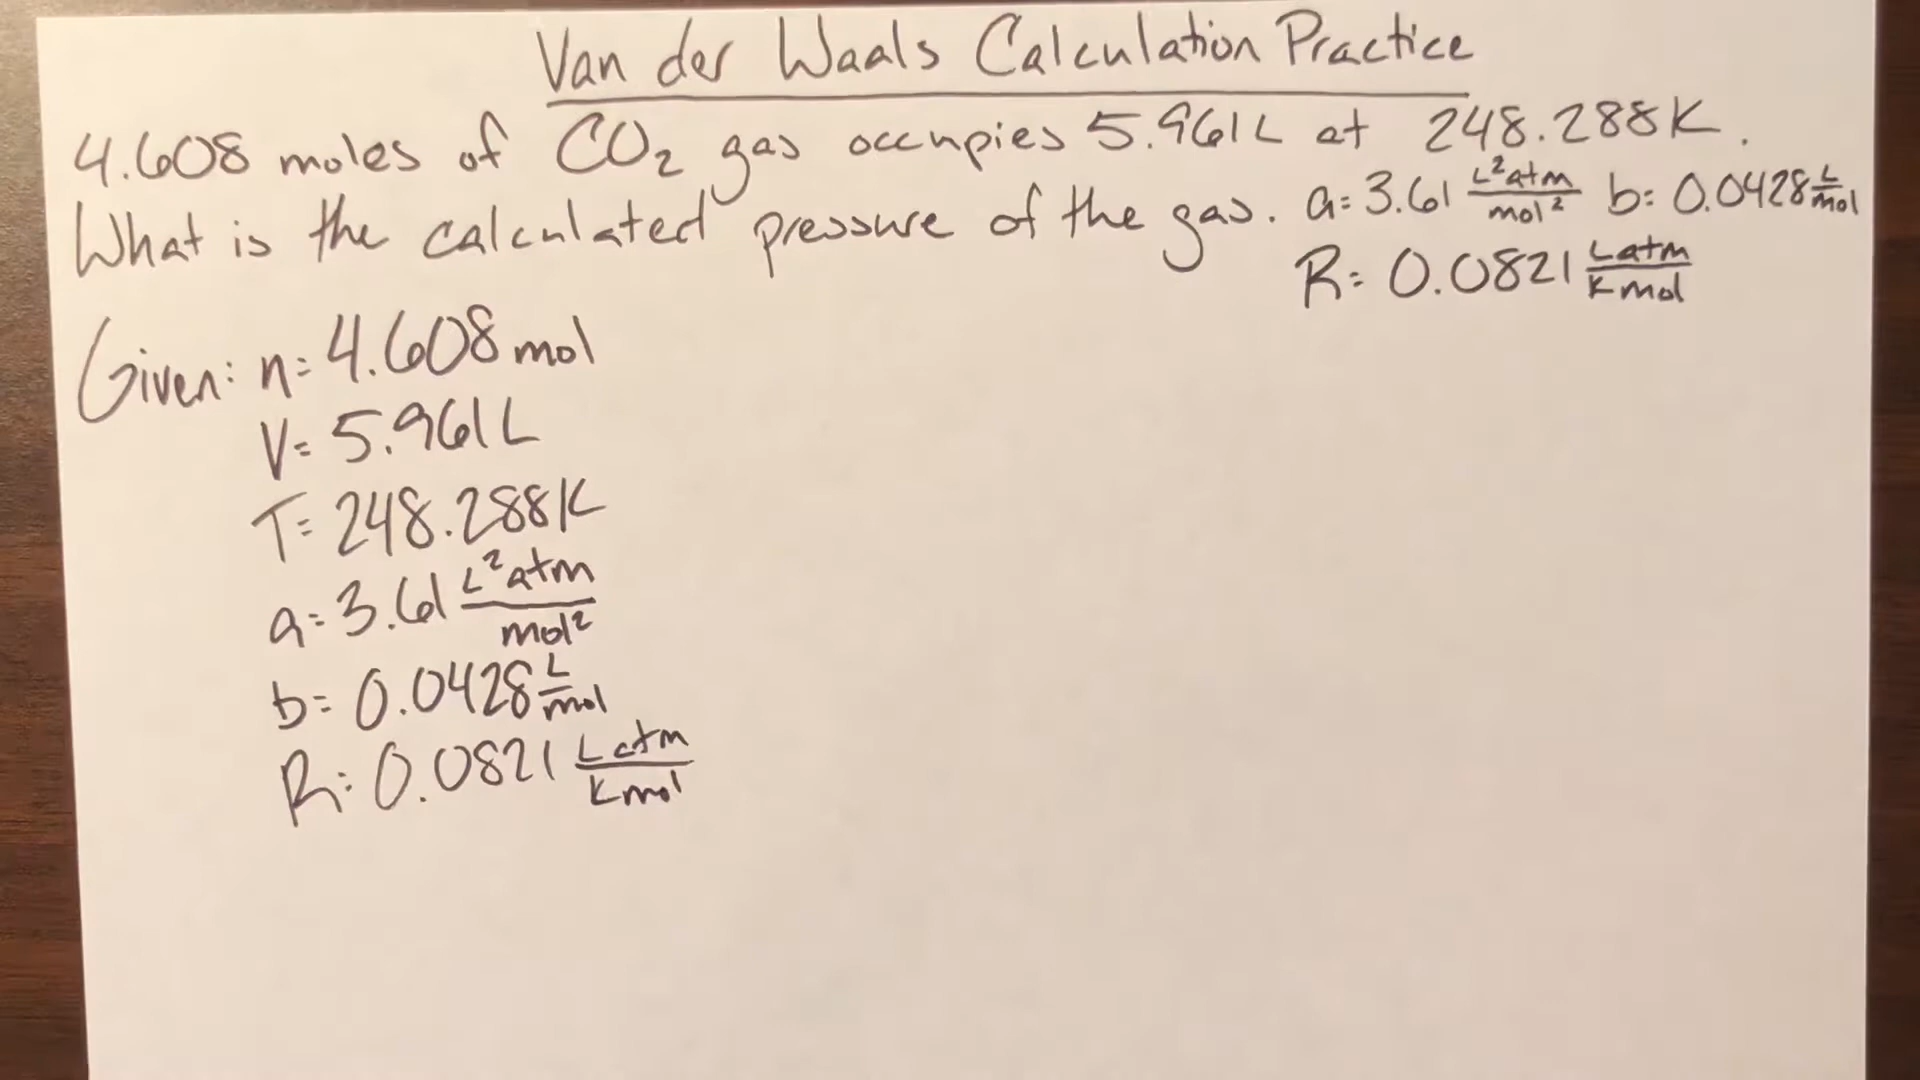 Van der Waals Calculation Practice
4.608 moles of CO₂ gas occupies 5.961L at 248.288K.
What is the calculated pressure of the gas. a= 3.61 L²atm/mol² b= 0.0428 L/mol
R= 0.0821 Latm/Kmol
Given: n= 4.608 mol
V= 5.961 L
T= 248.288K
a= 3.61 L²atm/mol²
b= 0.0428 L/mol
R= 0.0821 Latm/Kmol